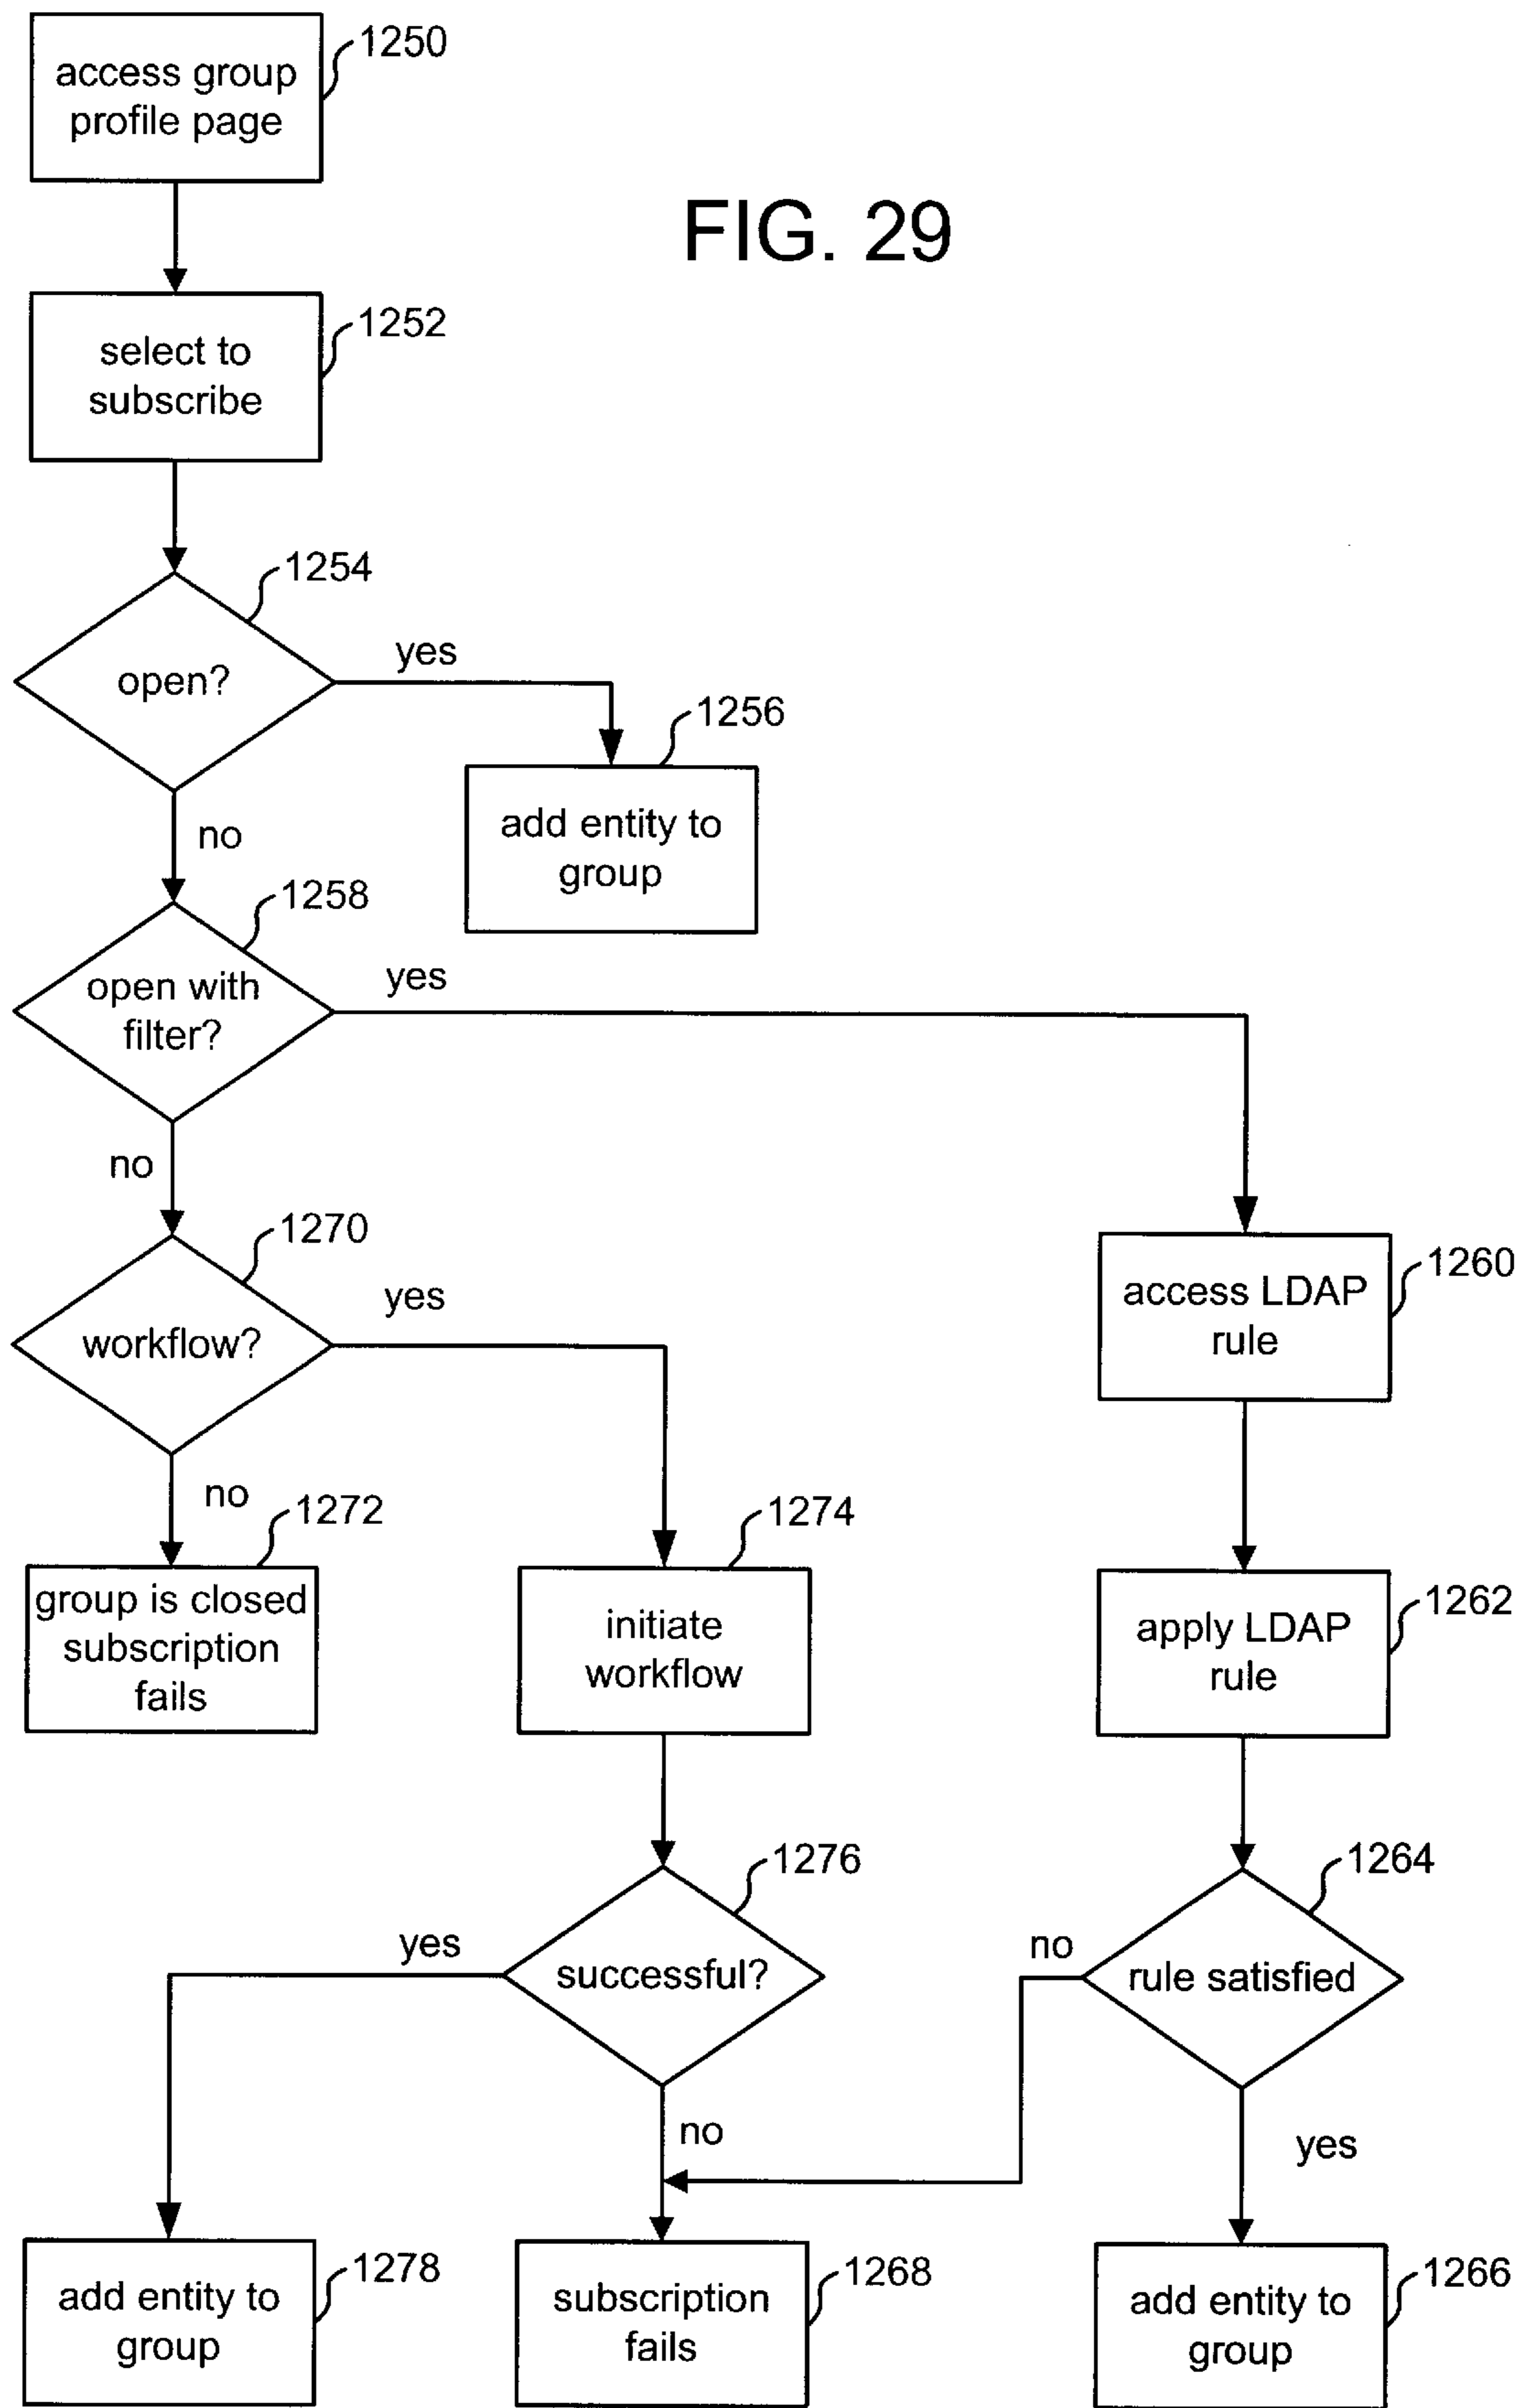 access group
profile page
1250
FIG. 29
select to
subscribe
1252
1254
open?
yes
1256
add entity to
group
no
1258
open with
filter?
yes
no
1270
workflow?
yes
1260
access LDAP
rule
no
1272
group is closed
subscription
fails
1274
initiate
workflow
1262
apply LDAP
rule
1276
successful?
yes
no
1264
rule satisfied
no
yes
1278
add entity to
group
1268
subscription
fails
1266
add entity to
group